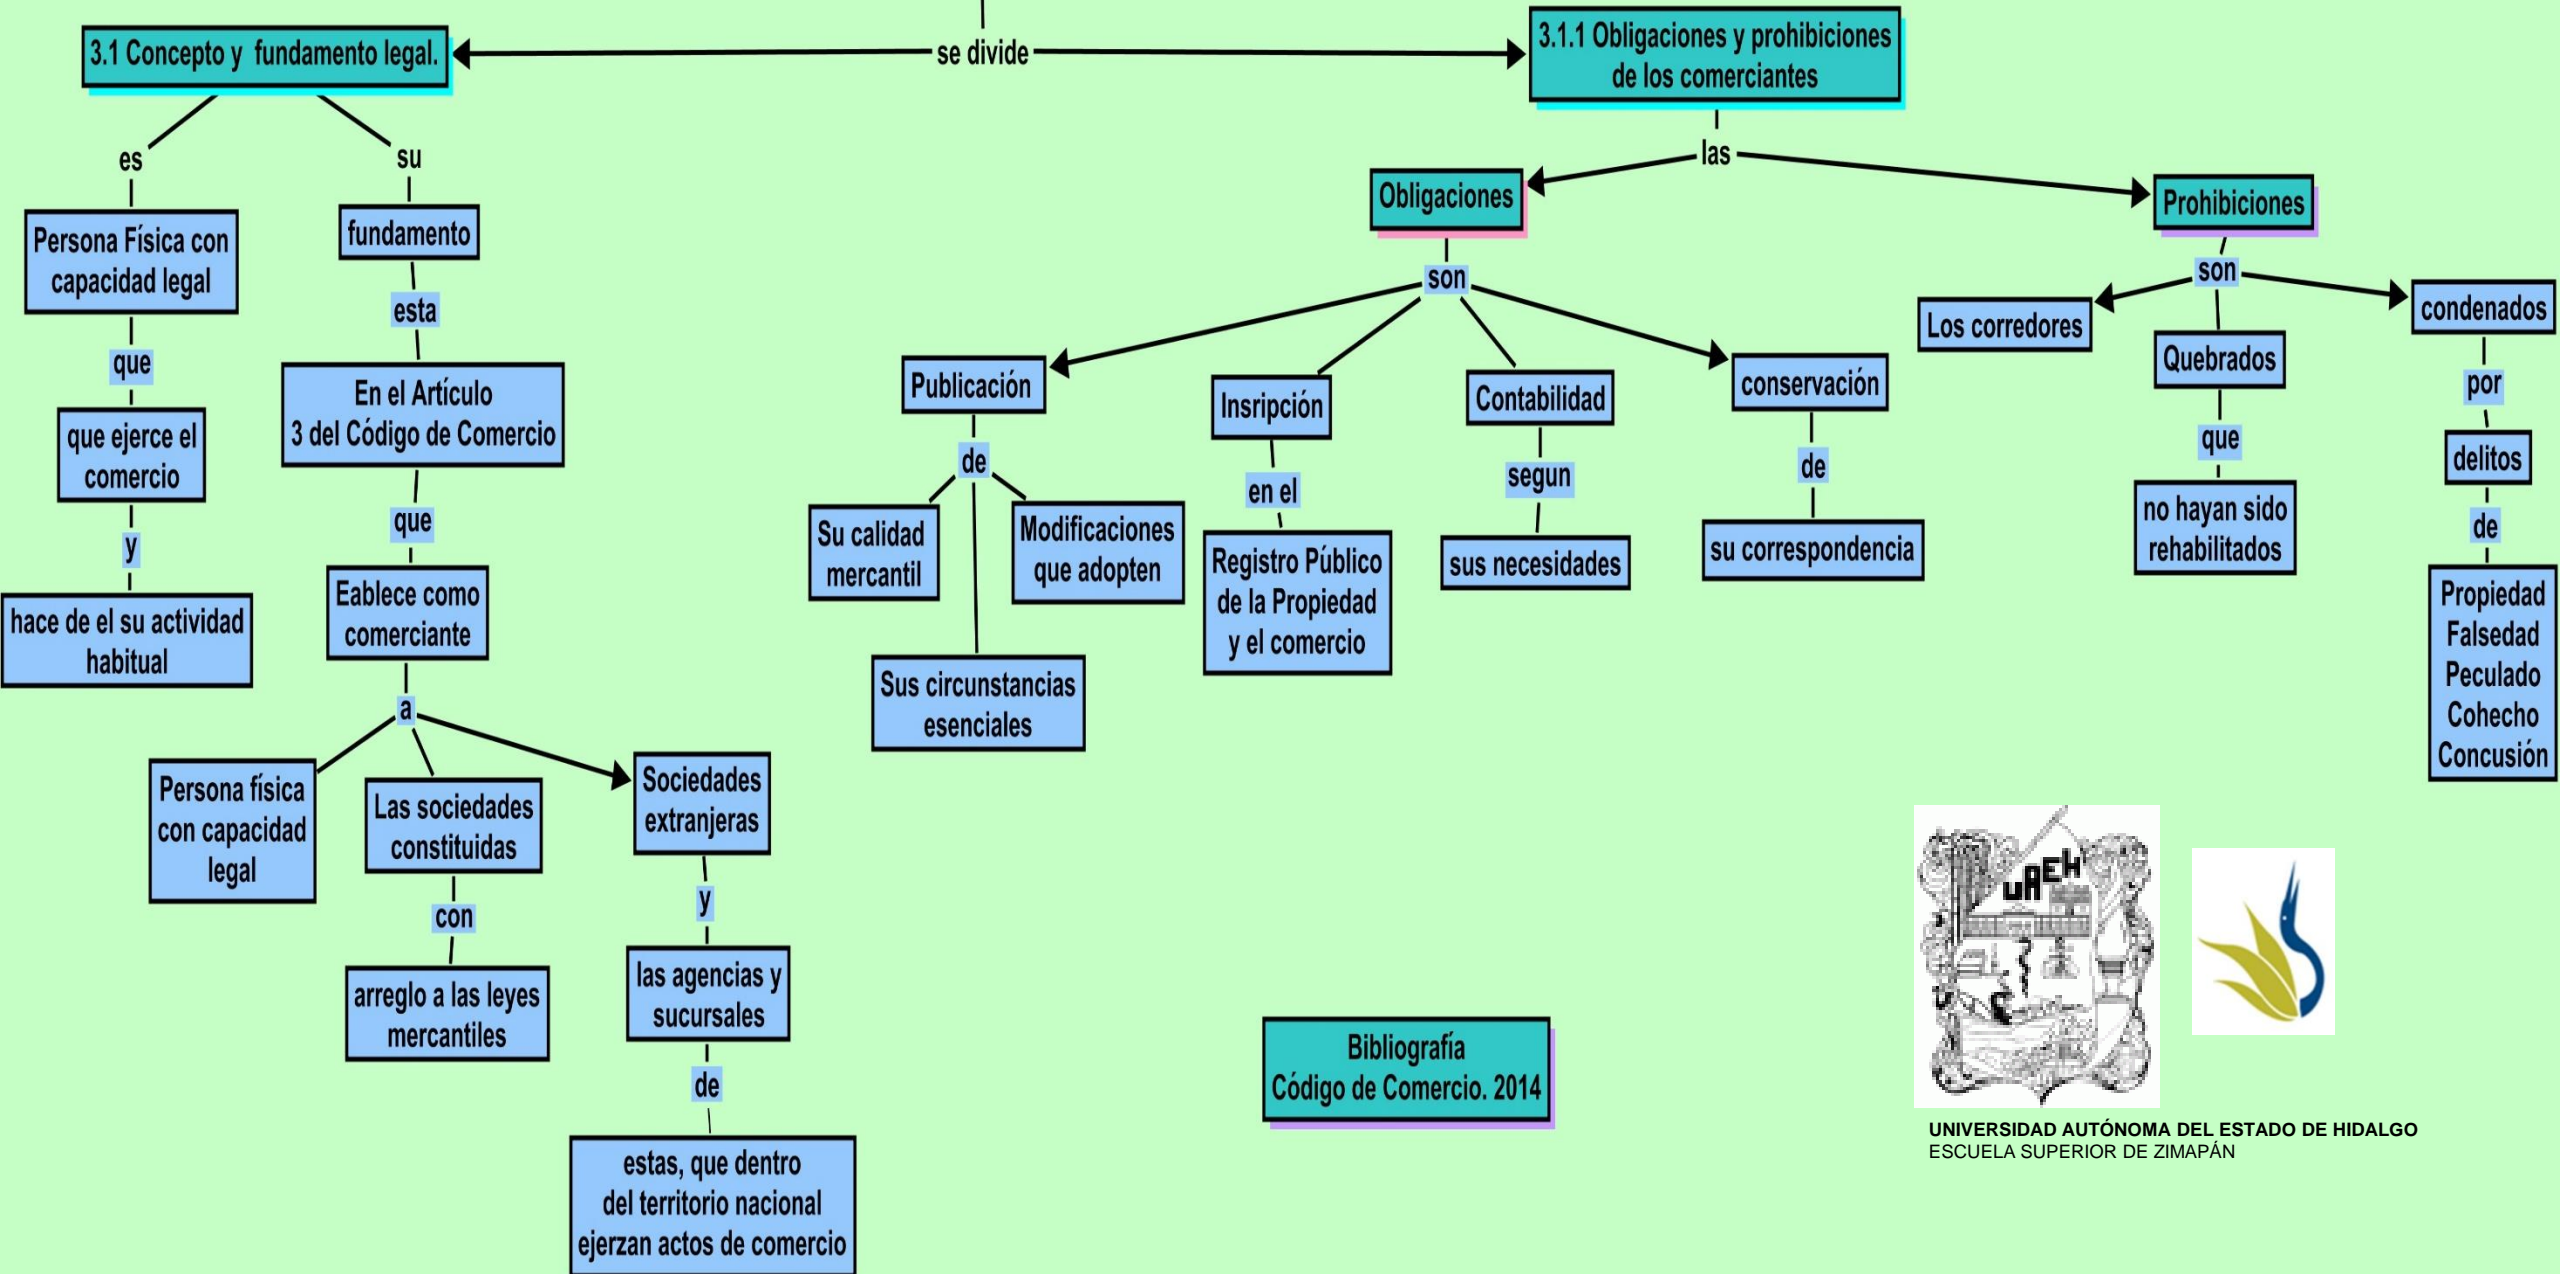 3.1 Concepto y fundamento legal.
se divide
3.1.1 Obligaciones y prohibiciones
de los comerciantes
es
Persona Física con
capacidad legal
que
que ejerce el
comercio
y
hace de el su actividad
habitual
su
fundamento
esta
En el Artículo
3 del Código de Comercio
que
Eablece como
comerciante
a
Persona física
con capacidad
legal
Las sociedades
constituidas
con
arreglo a las leyes
mercantiles
Sociedades
extranjeras
y
las agencias y
sucursales
de
estas, que dentro
del territorio nacional
ejerzan actos de comercio
las
Obligaciones
son
Publicación
de
Su calidad
mercantil
Sus circunstancias
esenciales
Modificaciones
que adopten
Insripción
en el
Registro Público
de la Propiedad
y el comercio
Contabilidad
segun
sus necesidades
conservación
de
su correspondencia
Prohibiciones
son
Los corredores
Quebrados
que
no hayan sido
rehabilitados
condenados
por
delitos
de
Propiedad
Falsedad
Peculado
Cohecho
Concusión
Bibliografía
Código de Comercio. 2014
UAEH
UNIVERSIDAD AUTÓNOMA DEL ESTADO DE HIDALGO
ESCUELA SUPERIOR DE ZIMAPÁN